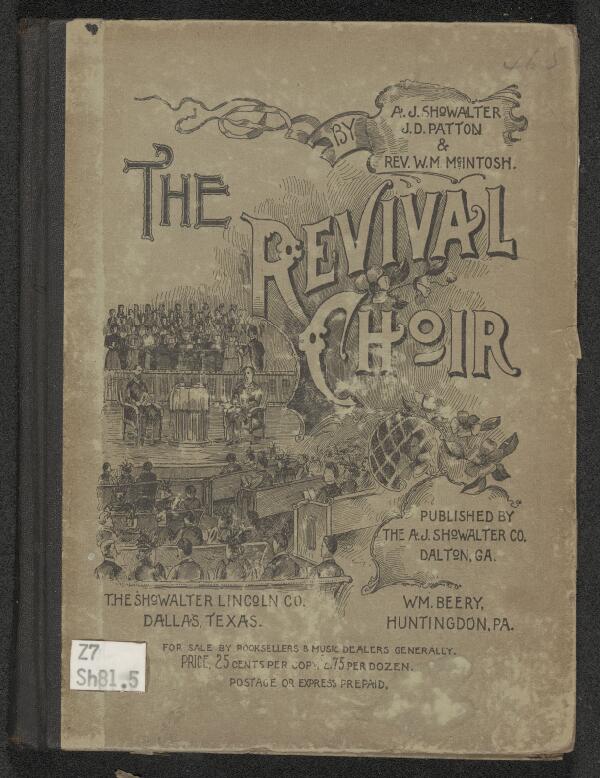 468
BY
A. J. SHOWALTER
J. D. PATTON
&
REV. W. M. McINTOSH.
THE
REVIVAL
CHOIR
PUBLISHED BY
THE A. J. SHOWALTER CO.
DALTON, GA.
THE SHOWALTER LINCOLN CO.
DALLAS, TEXAS.
WM. BEERY,
HUNTINGDON, PA.
FOR SALE BY BOOKSELLERS & MUSIC DEALERS GENERALLY.
PRICE, 25 CENTS PER COPY. 2.75 PER DOZEN.
POSTAGE OR EXPRESS PREPAID.
Z7
Sh81.5